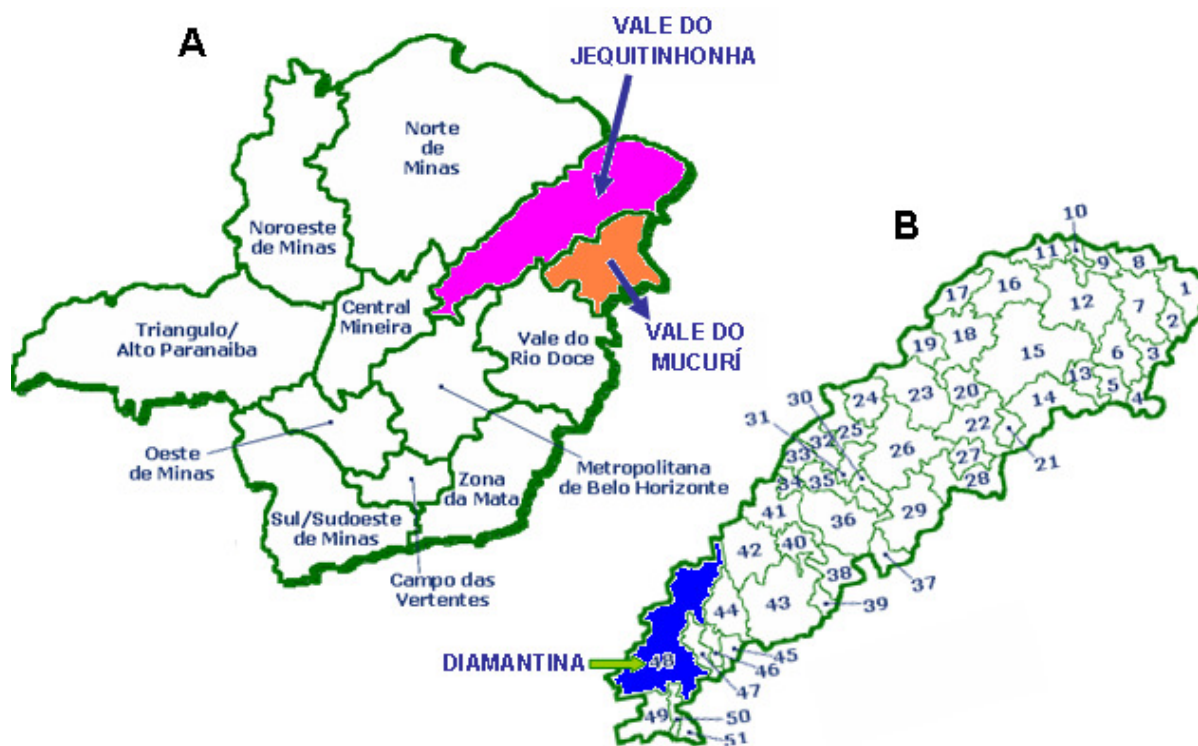 A
VALE DO
JEQUITINHONHA
Norte
de
Minas
Noroeste
de Minas
Central
Mineira
Triangulo/
Alto Paranaiba
Vale do
Rio Doce
VALE DO
MUCURÍ
Oeste
de Minas
Metropolitana
de Belo Horizonte
Zona
da Mata
Sul/Sudoeste
de Minas
Campo das
Vertentes
B
10
11
9
8
1
17
16
12
7
2
19
18
15
6
3
13
5
4
14
24
23
20
30
31
32
25
22
21
33
26
27
28
34
35
29
41
36
37
42
40
38
43
39
44
DIAMANTINA
48
45
46
47
49
50
51